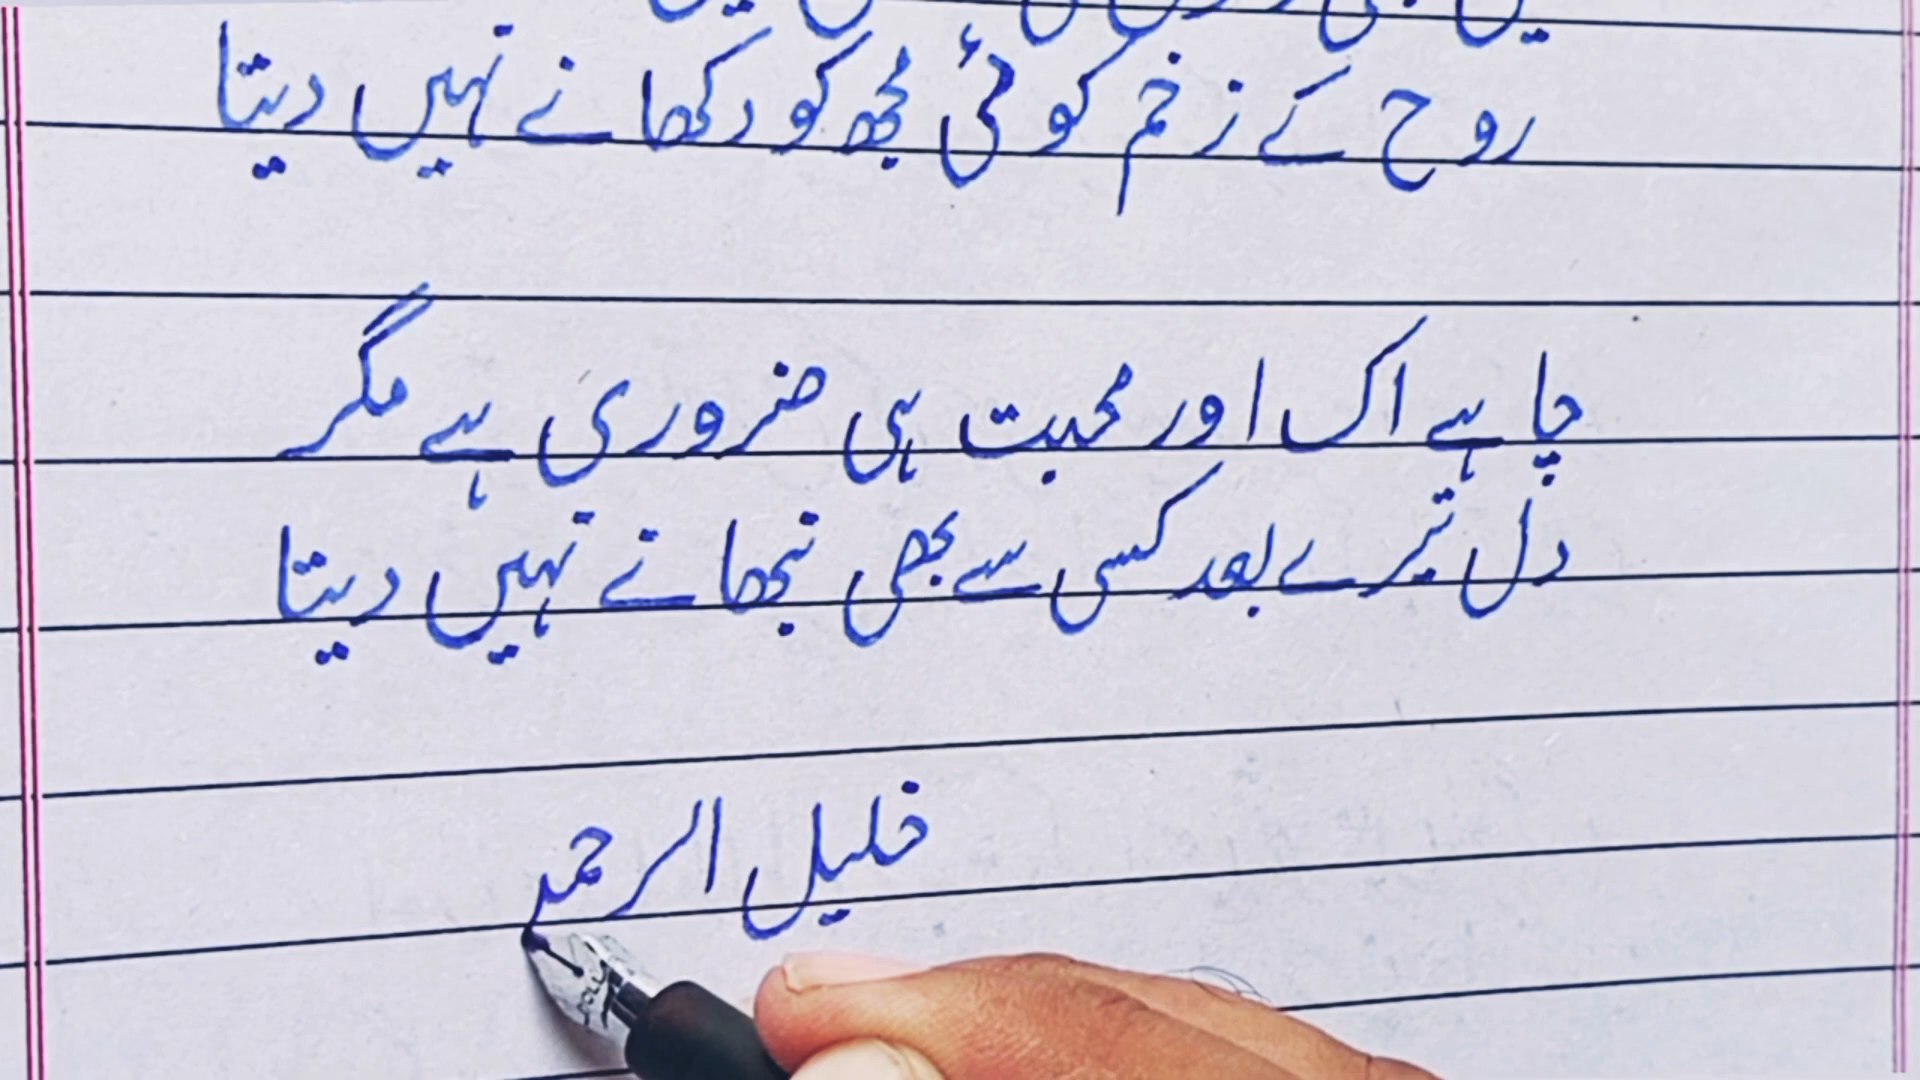 روح کے زخم کوئی مجھ کو دکھانے نہیں دیتا
چاہے اک اور محبت ہی ضروری ہے مگر
دل تیرے بعد کسی سے بھی نبھانے نہیں دیتا
خلیل الرحمـ